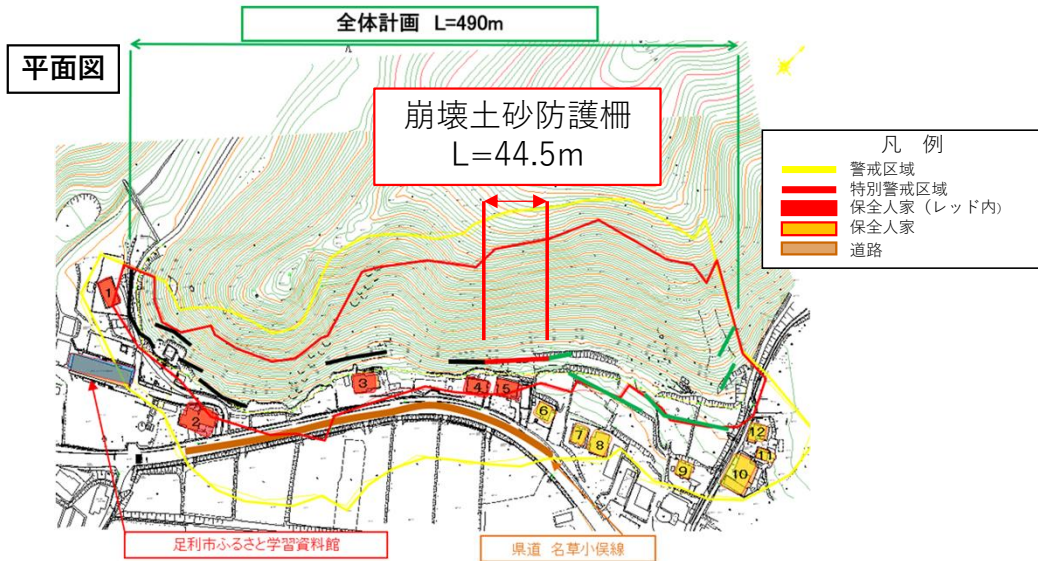 全体計画 L=490m
平面図
崩壊土砂防護柵
L=44.5m
凡 例
警戒区域
特別警戒区域
保全人家（レッド内)
保全人家
道路
1
2
3
4
5
6
7
8
9
10
11
12
足利市ふるさと学習資料館
県道 名草小俣線